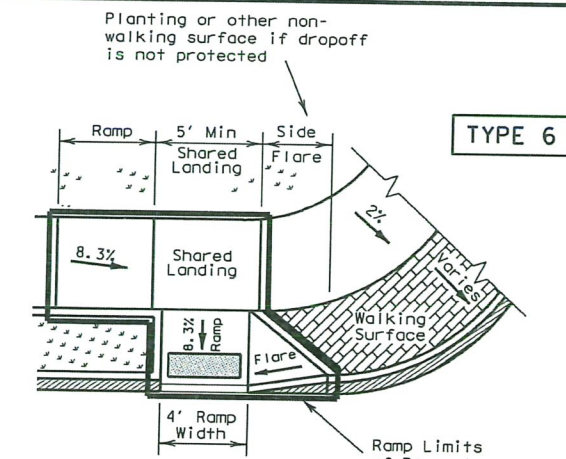 Planting or other non-
walking surface if dropoff
is not protected
TYPE 6
Ramp
5' Min
Shared
Landing
Side
Flare
2%
8.3%
Shared
Landing
Varies
Walking
Surface
8.3%
Ramp
Flare
4' Ramp
Width
Ramp Limits